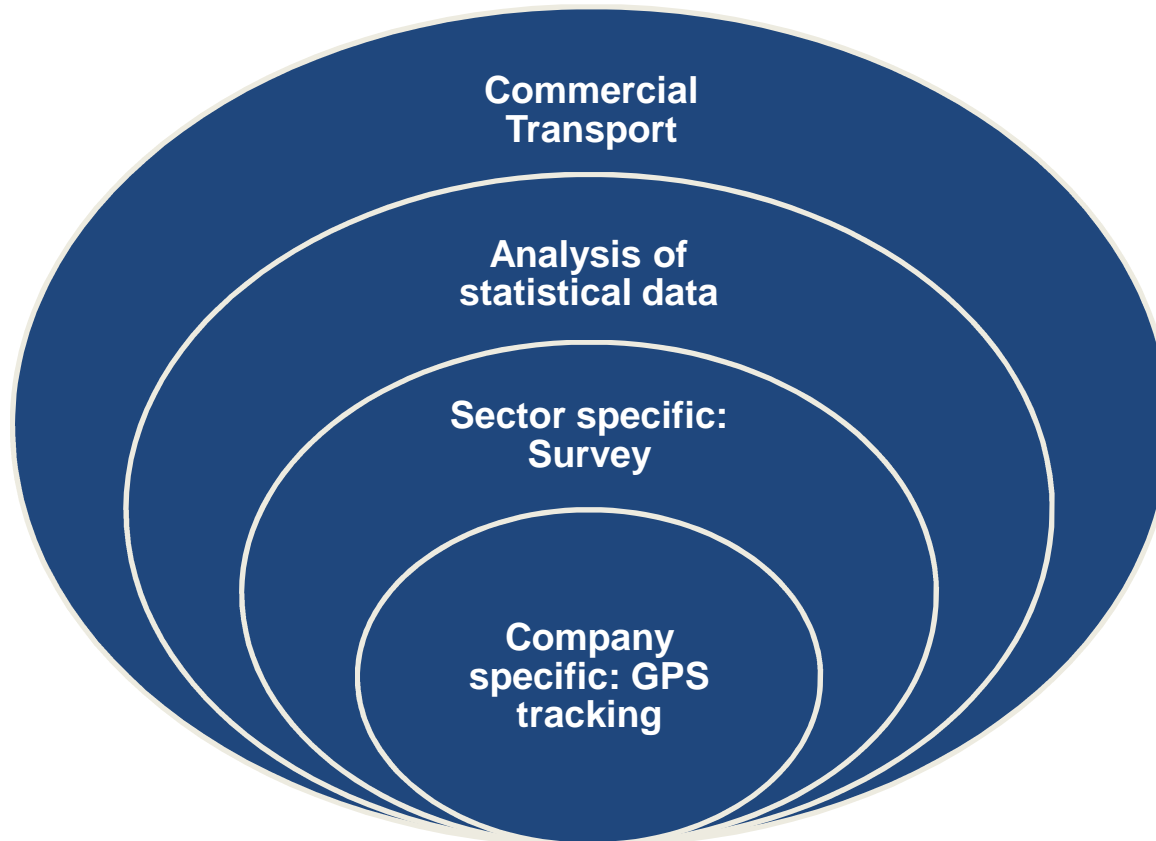 Commercial
Transport
Analysis of
statistical data
Sector specific:
Survey
Company
specific: GPS
tracking